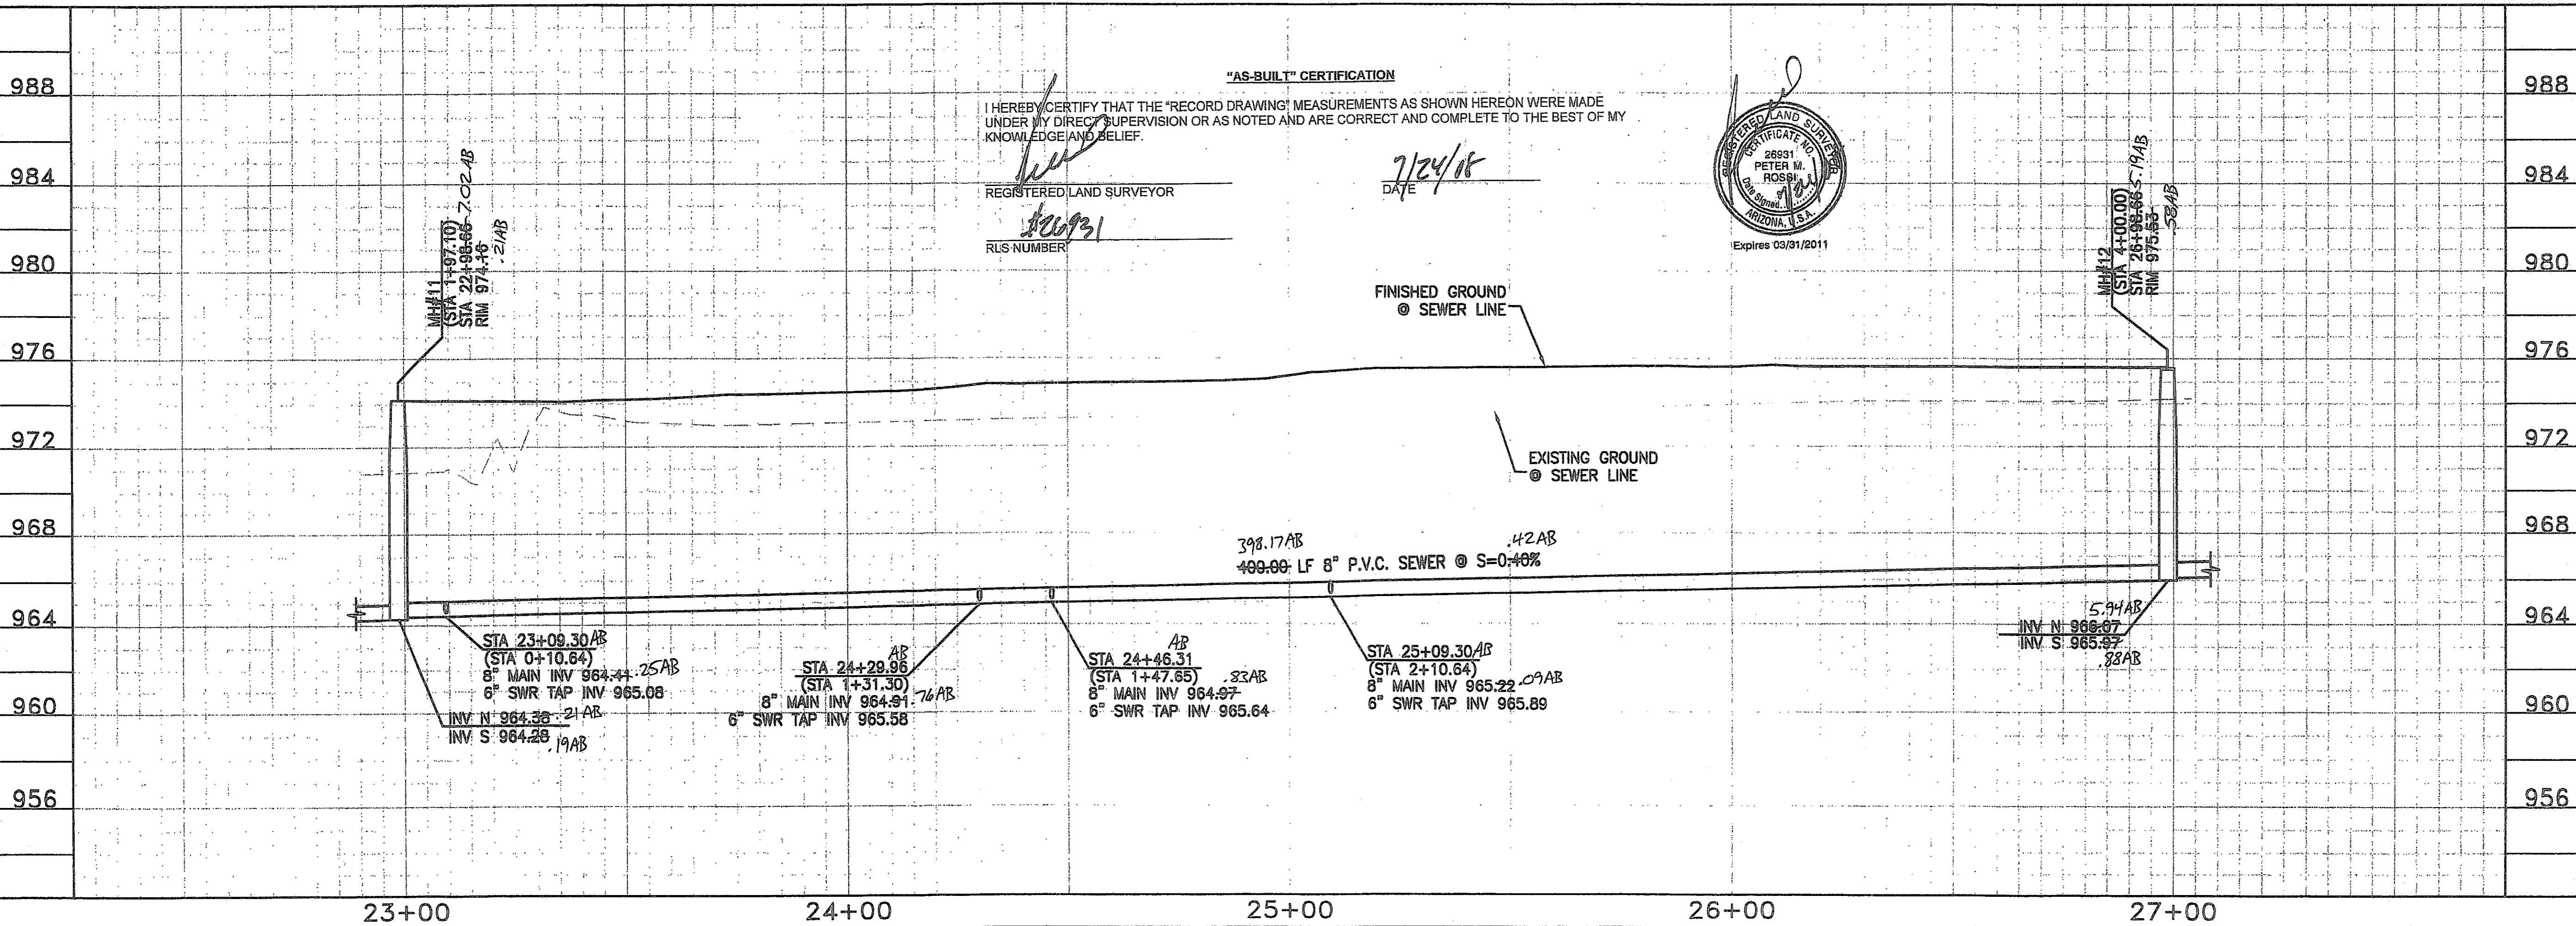 "AS-BUILT" CERTIFICATION
I HEREBY CERTIFY THAT THE "RECORD DRAWING" MEASUREMENTS AS SHOWN HEREON WERE MADE
UNDER MY DIRECT SUPERVISION OR AS NOTED AND ARE CORRECT AND COMPLETE TO THE BEST OF MY
KNOWLEDGE AND BELIEF.
REGISTERED LAND SURVEYOR
DATE
#26931
RLS NUMBER
REGISTERED LAND SURVEYOR
CERTIFICATE NO.
26931
PETER M.
ROSSI
Date Signed
ARIZONA, U.S.A.
Expires 03/31/2011
988
984
980
976
972
968
964
960
956
988
984
980
976
972
968
964
960
956
MH#11
(STA 1+97.10)
STA 22+98.66 7.02AB
RIM 974.16 .21AB
MH#12
(STA 4+00.00)
STA 26+98.66 5.19AB
RIM 975.53 .58AB
FINISHED GROUND
@ SEWER LINE
EXISTING GROUND
@ SEWER LINE
398.17AB .42AB
400.00 LF 8" P.V.C. SEWER @ S=0.40%
STA 23+09.30 AB
(STA 0+10.64)
8" MAIN INV 964.41 .25AB
6" SWR TAP INV 965.08
INV N 964.38 .21AB
INV S 964.28 .19AB
AB
STA 24+29.96
(STA 1+31.30)
8" MAIN INV 964.91 .76AB
6" SWR TAP INV 965.58
AB
STA 24+46.31
(STA 1+47.65) .83AB
8" MAIN INV 964.97
6" SWR TAP INV 965.64
STA 25+09.30 AB
(STA 2+10.64)
8" MAIN INV 965.22 .09AB
6" SWR TAP INV 965.89
5.94AB
INV N 966.07
INV S 965.97
.88AB
23+00
24+00
25+00
26+00
27+00